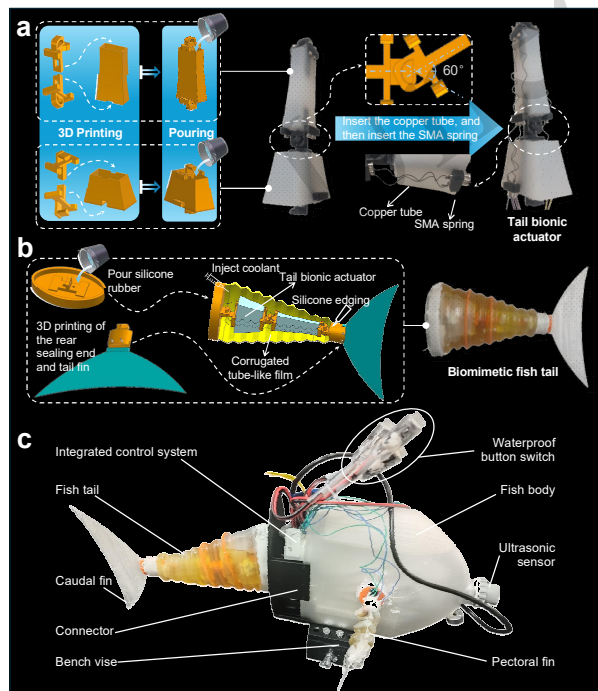 a
3D Printing
Pouring
60°
Insert the copper tube, and
then insert the SMA spring
Copper tube
SMA spring
Tail bionic
actuator
b
Pour silicone
rubber
3D printing of
the rear
sealing end
and tail fin
Inject coolant
Tail bionic actuator
Silicone edging
Corrugated
tube-like film
Biomimetic fish tail
c
Integrated control system
Fish tail
Caudal fin
Connector
Bench vise
Waterproof
button switch
Fish body
Ultrasonic
sensor
Pectoral fin